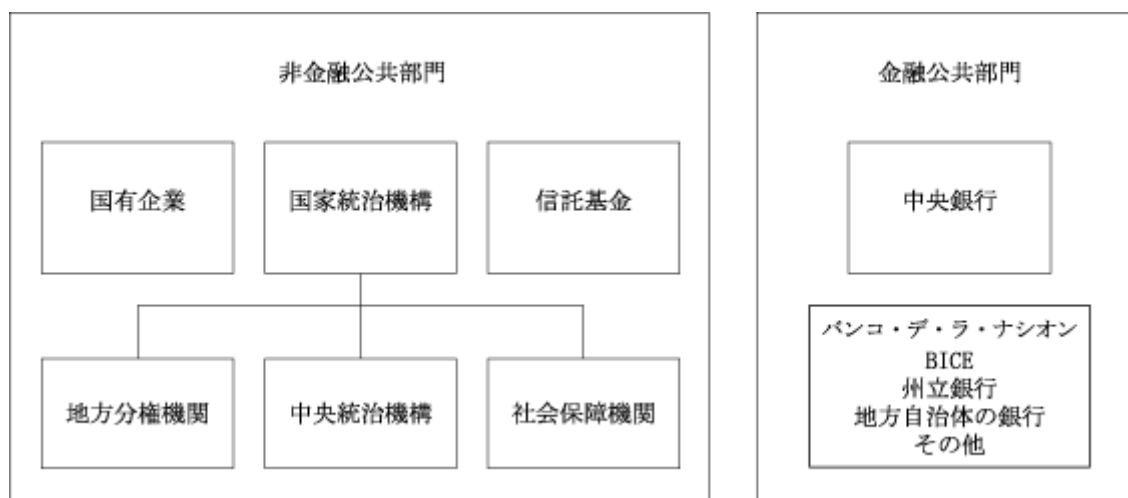 非金融公共部門
国有企業
国家統治機構
信託基金
地方分権機関
中央統治機構
社会保障機関
金融公共部門
中央銀行
バンコ・デ・ラ・ナシオン
BICE
州立銀行
地方自治体の銀行
その他